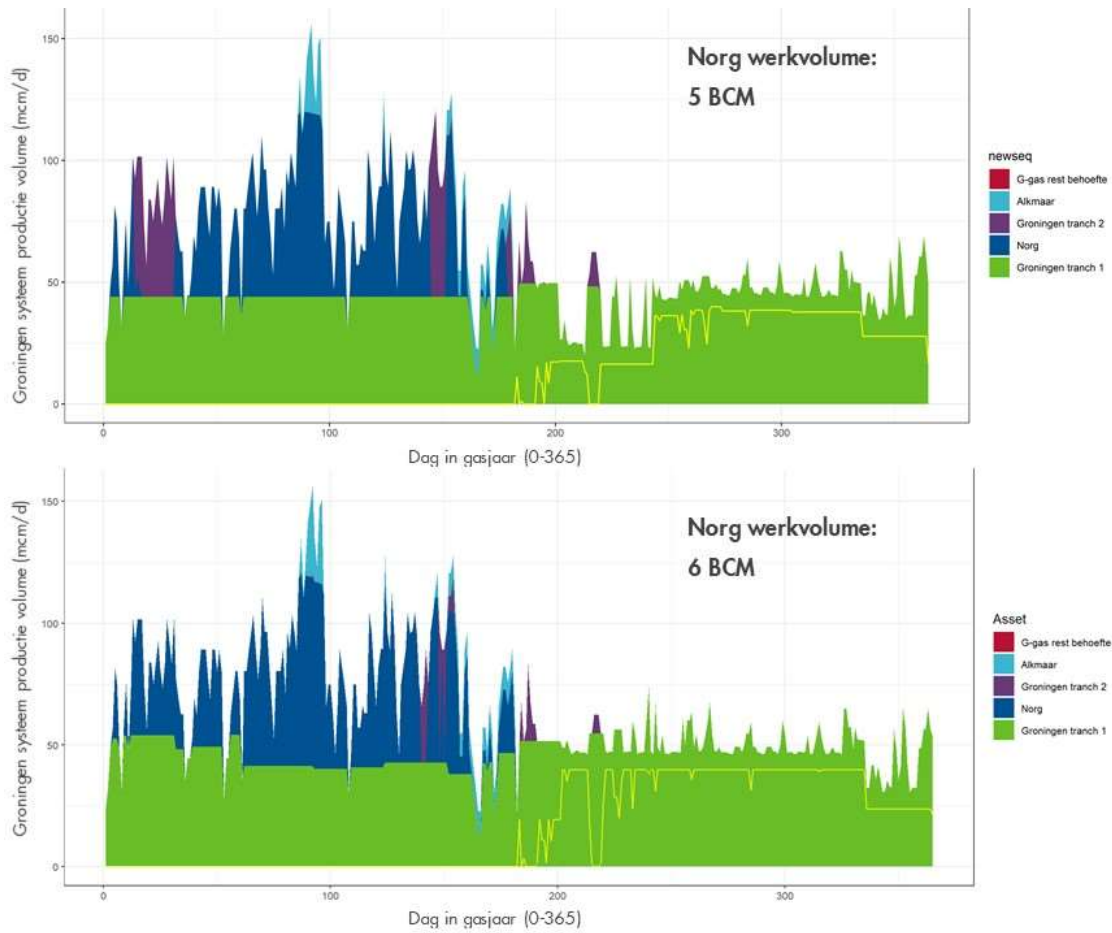 Groningen systeem productie volume (mcm/d)
150
100
50
0
Norg werkvolume:
5 BCM
newseq
G-gas rest behoefte
Alkmaar
Groningen tranch 2
Norg
Groningen tranch 1
0
100
200
300
Dag in gasjaar (0-365)
Groningen systeem productie volume (mcm/d)
150
100
50
0
Norg werkvolume:
6 BCM
Asset
G-gas rest behoefte
Alkmaar
Groningen tranch 2
Norg
Groningen tranch 1
0
100
200
300
Dag in gasjaar (0-365)